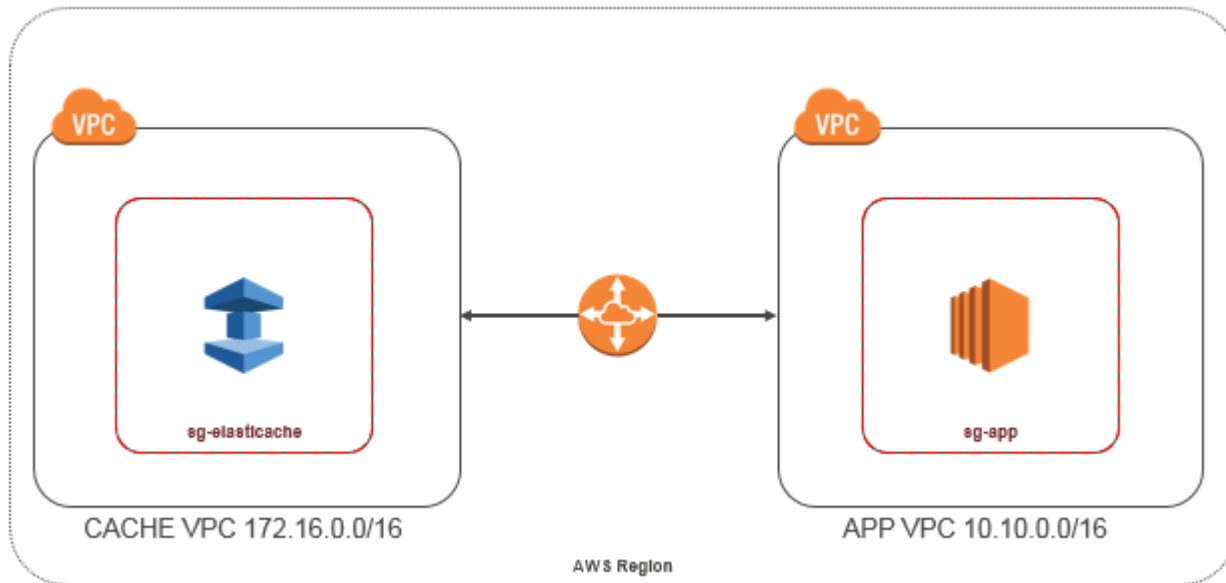 VPC
VPC
sg-elasticache
sg-app
CACHE VPC 172.16.0.0/16
APP VPC 10.10.0.0/16
AWS Region